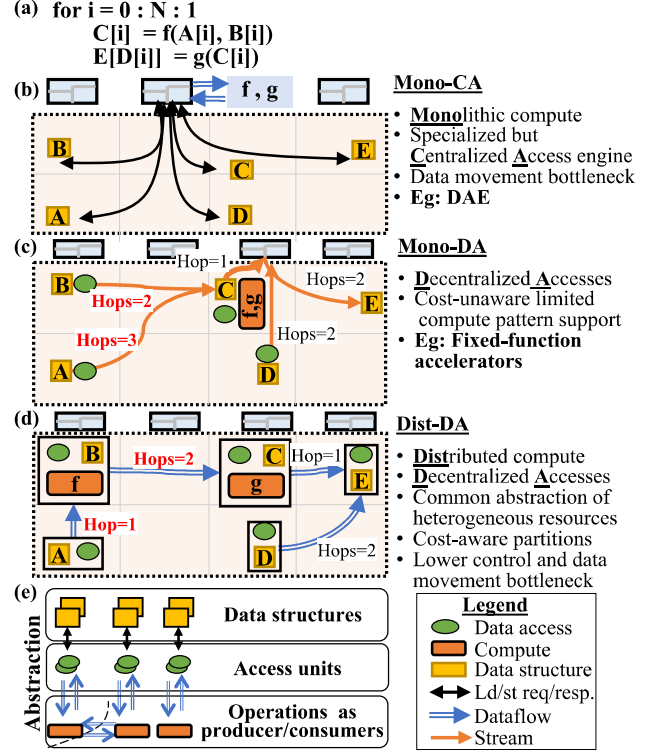 (a) for i = 0 : N : 1
C[i] = f(A[i], B[i])
E[D[i]] = g(C[i])
(b)
f , g
B
C
E
A
D
Mono-CA
• Monolithic compute
• Specialized but
Centralized Access engine
• Data movement bottleneck
• Eg: DAE
(c)
Hop=1
B
Hops=2
C
f,g
Hops=2
E
Hops=3
Hops=2
A
D
Mono-DA
• Decentralized Accesses
• Cost-unaware limited
compute pattern support
• Eg: Fixed-function
accelerators
(d)
B
f
Hops=2
C
g
Hop=1
E
Hop=1
A
D
Hops=2
Dist-DA
• Distributed compute
• Decentralized Accesses
• Common abstraction of
heterogeneous resources
• Cost-aware partitions
• Lower control and data
movement bottleneck
(e)
Abstraction
Data structures
Access units
Operations as
producer/consumers
Legend
Data access
Compute
Data structure
Ld/st req/resp.
Dataflow
Stream